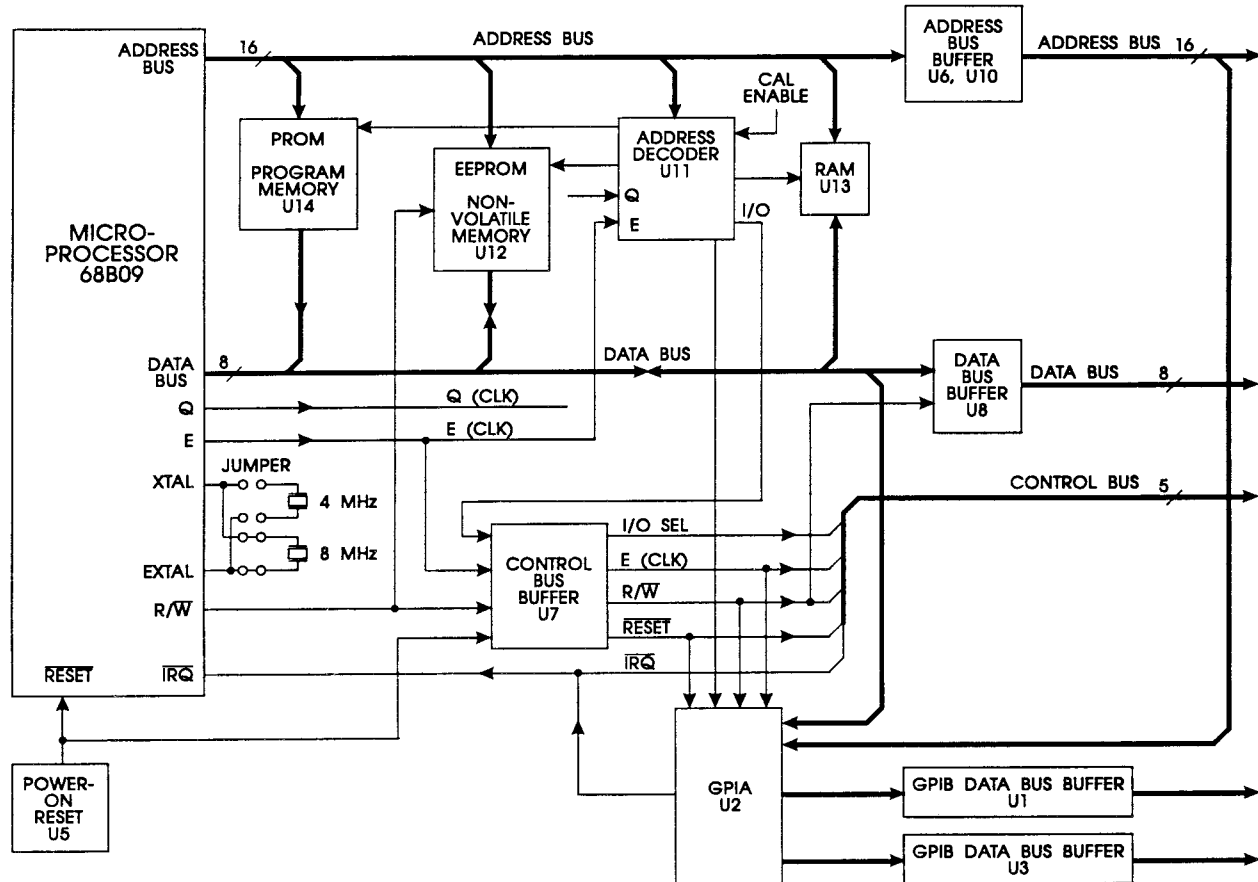 ADDRESS
BUS
16
ADDRESS BUS
ADDRESS
BUS
BUFFER
U6, U10
ADDRESS BUS 16
CAL
ENABLE
PROM
PROGRAM
MEMORY
U14
EEPROM
NON-
VOLATILE
MEMORY
U12
ADDRESS
DECODER
U11
Q
E
I/O
RAM
U13
MICRO-
PROCESSOR
68B09
DATA
BUS
8
DATA BUS
DATA
BUS
BUFFER
U8
DATA BUS 8
Q
Q (CLK)
E
E (CLK)
XTAL
JUMPER
4 MHz
8 MHz
EXTAL
R/W̅
CONTROL BUS 5
CONTROL
BUS
BUFFER
U7
I/O SEL
E (CLK)
R/W̅
R̅E̅S̅E̅T̅
I̅R̅Q̅
R̅E̅S̅E̅T̅
I̅R̅Q̅
POWER-
ON
RESET
U5
GPIA
U2
GPIB DATA BUS BUFFER
U1
GPIB DATA BUS BUFFER
U3